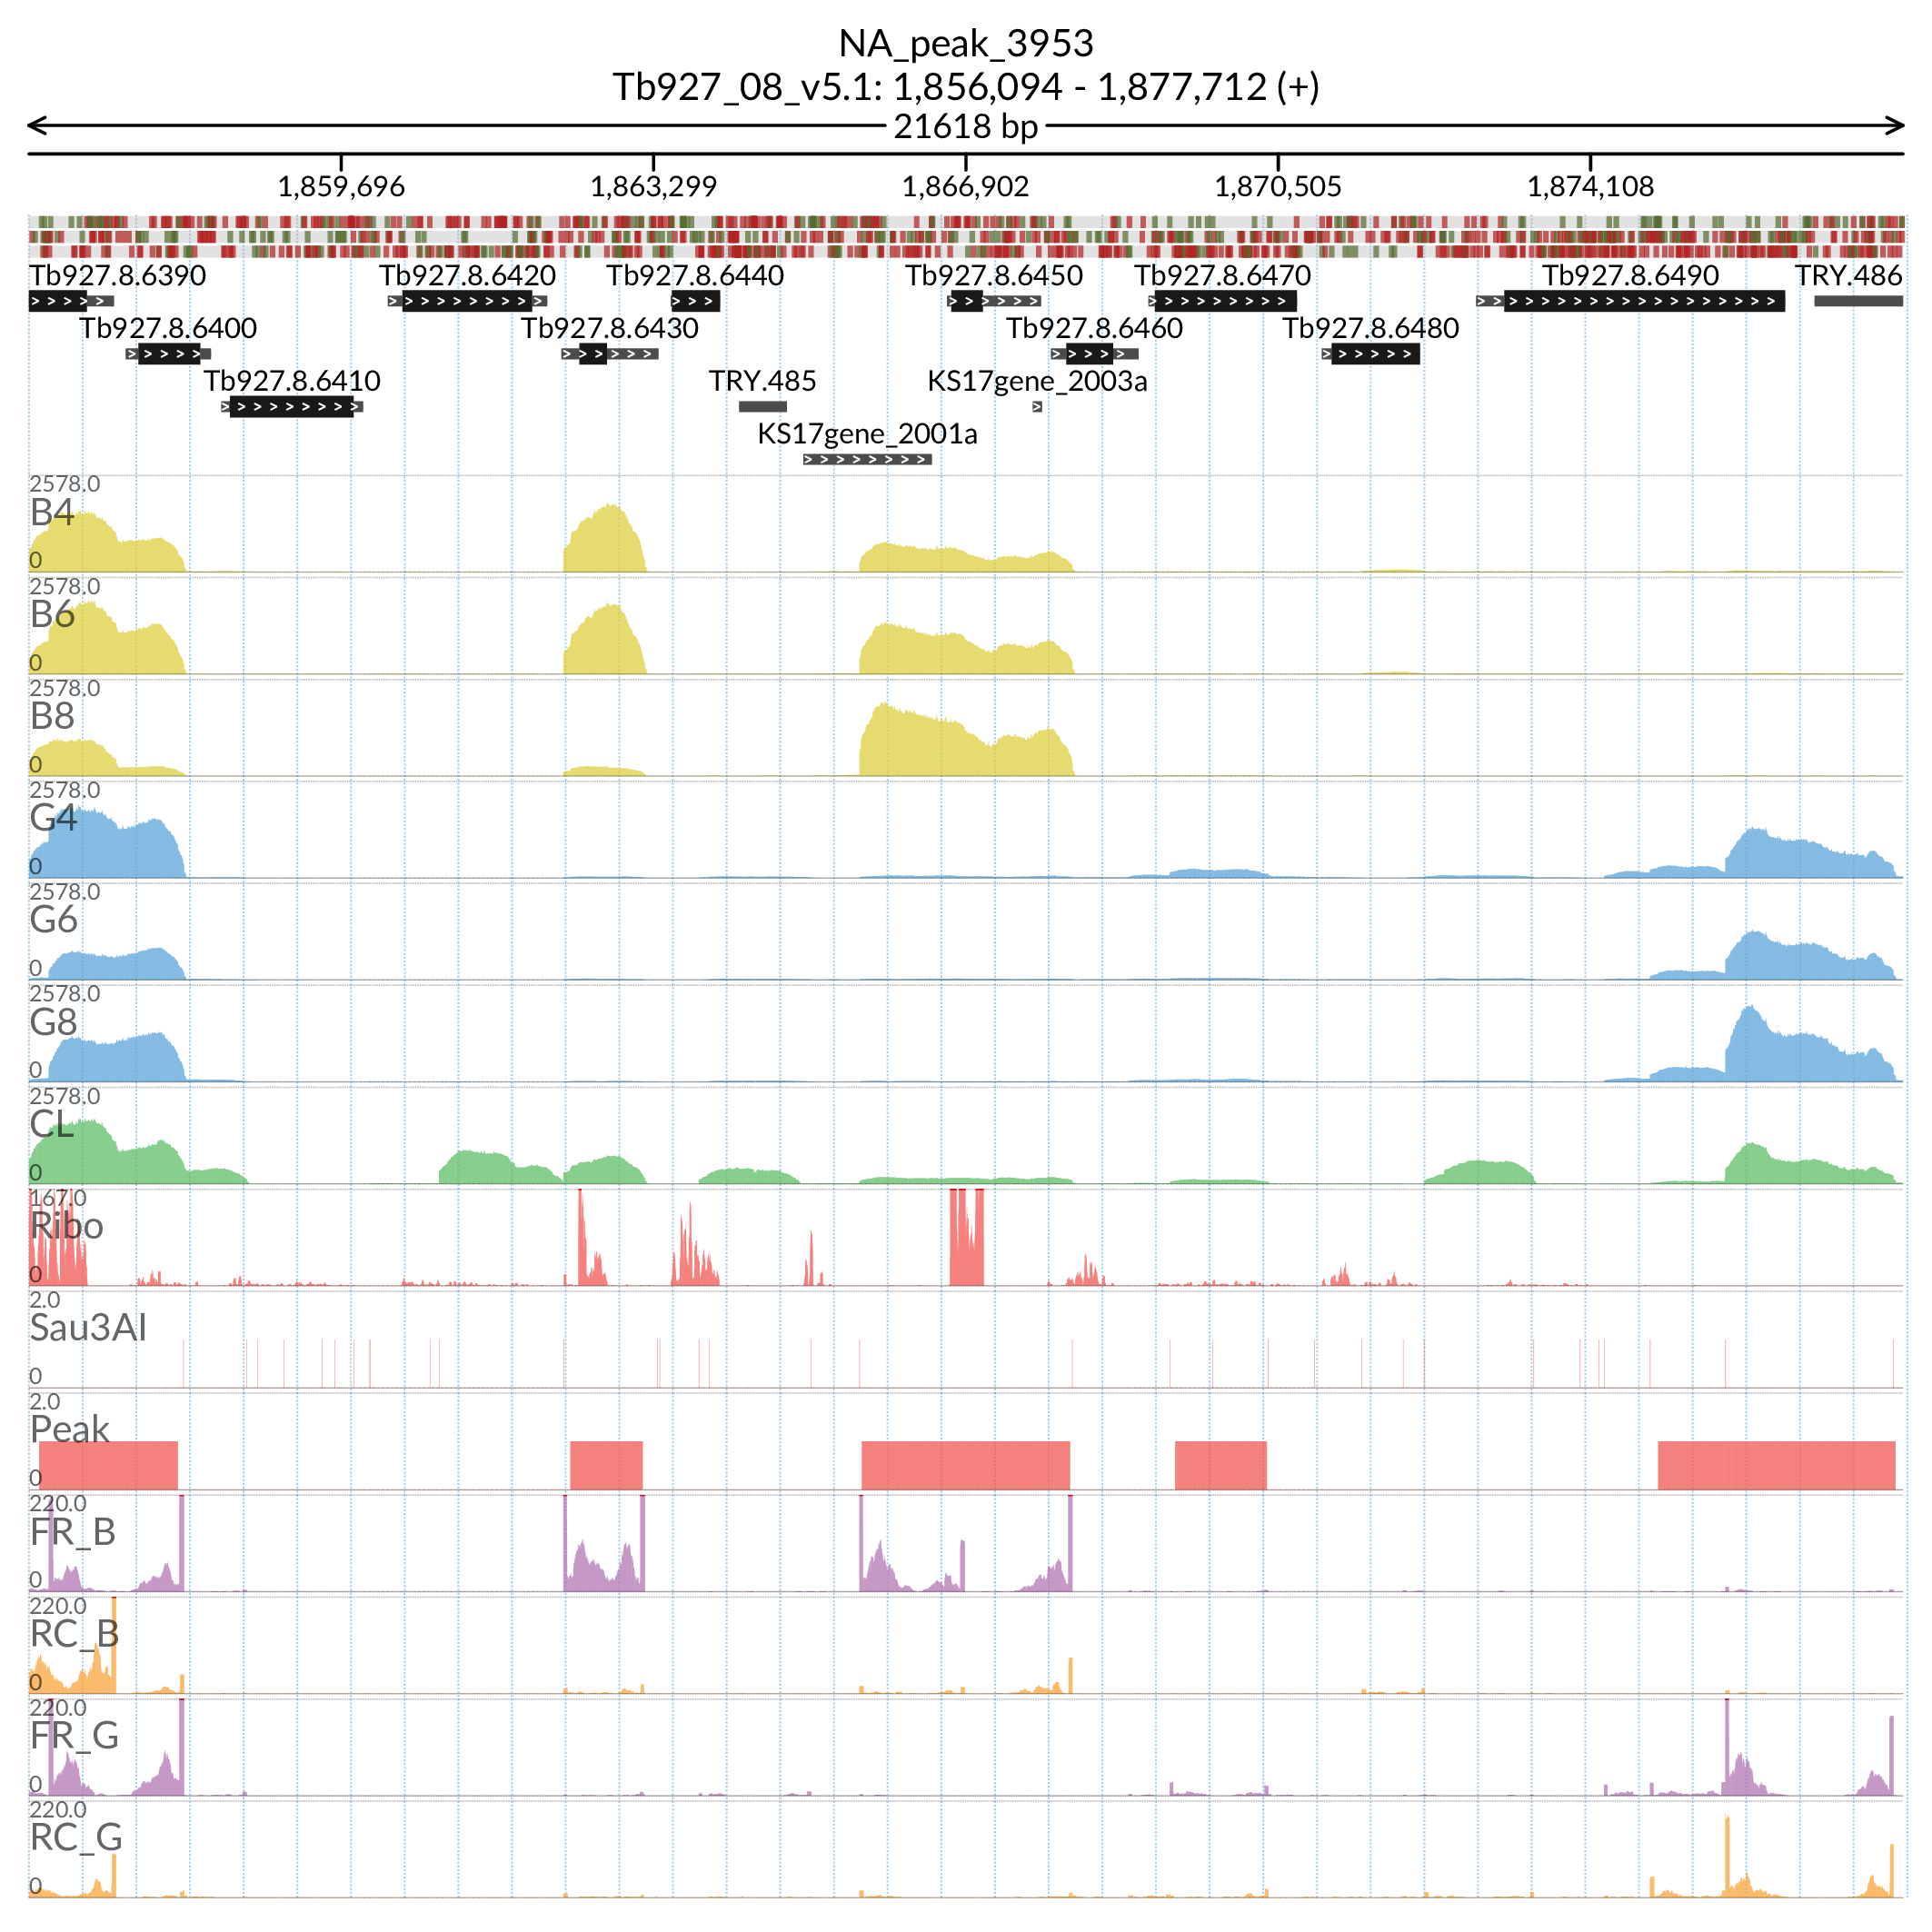 NA_peak_3953
Tb927_08_v5.1: 1,856,094 - 1,877,712 (+)
21618 bp
1,859,696 1,863,299 1,866,902 1,870,505 1,874,108
Tb927.8.6390 Tb927.8.6420 Tb927.8.6440 Tb927.8.6450 Tb927.8.6470 Tb927.8.6490 TRY.486
Tb927.8.6400 Tb927.8.6430 Tb927.8.6460 Tb927.8.6480
Tb927.8.6410 TRY.485 KS17gene_2003a
KS17gene_2001a
2578.0
B4
0
2578.0
B6
0
2578.0
B8
0
2578.0
G4
0
2578.0
G6
0
2578.0
G8
0
2578.0
CL
0
167.0
Ribo
0
2.0
Sau3AI
0
2.0
Peak
0
220.0
FR_B
0
220.0
RC_B
0
220.0
FR_G
0
220.0
RC_G
0